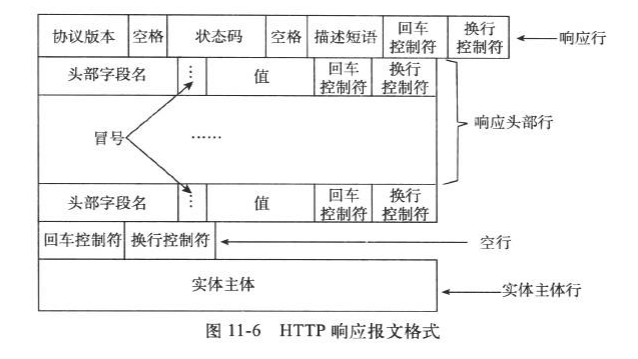 协议版本 空格 状态码 空格 描述短语 回车控制符 换行控制符 响应行
头部字段名 ⋮ 值 回车控制符 换行控制符
响应头部行
冒号 ……
头部字段名 ⋮ 值 回车控制符 换行控制符
回车控制符 换行控制符 空行
实体主体
实体主体行
图 11-6 HTTP 响应报文格式